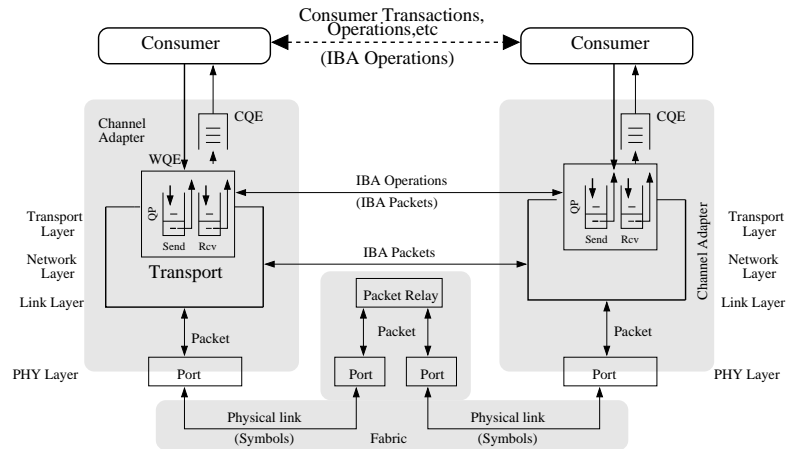 Consumer Transactions,
Operations,etc
(IBA Operations)
Consumer
Consumer
Channel
Adapter
CQE
WQE
QP
Send
Rcv
Transport
IBA Operations
(IBA Packets)
IBA Packets
CQE
QP
Send
Rcv
Channel Adapter
Transport
Layer
Network
Layer
Link Layer
PHY Layer
Transport
Layer
Network
Layer
Link Layer
PHY Layer
Packet
Packet Relay
Packet
Packet
Port
Port
Port
Port
Physical link
(Symbols)
Fabric
Physical link
(Symbols)